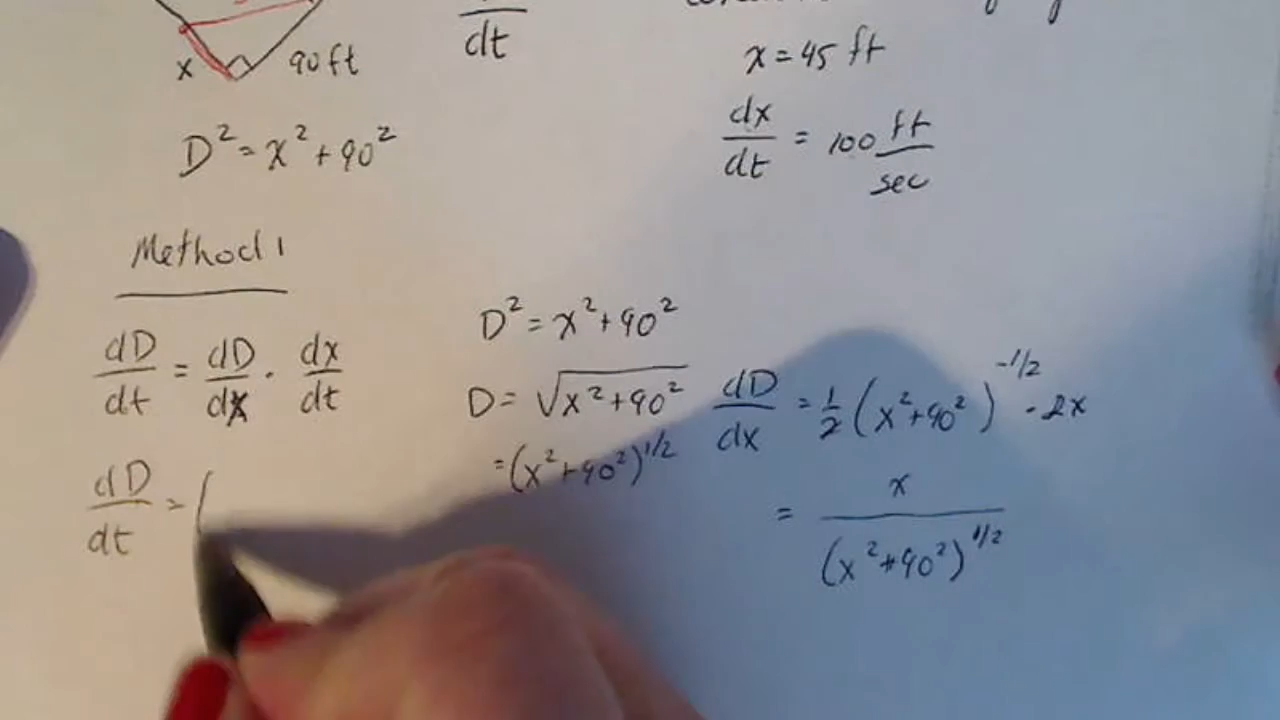 dt
x = 45 ft
x 90 ft
dx/dt = 100 ft/sec
D² = x² + 90²
Method 1
D² = x² + 90²
dD/dt = dD/dx · dx/dt
D = √(x² + 90²)
dD/dx = 1/2 (x² + 90²)^(-1/2) · 2x
= (x² + 90²)^(1/2)
dD/dt = (
= x/(x² + 90²)^(1/2)